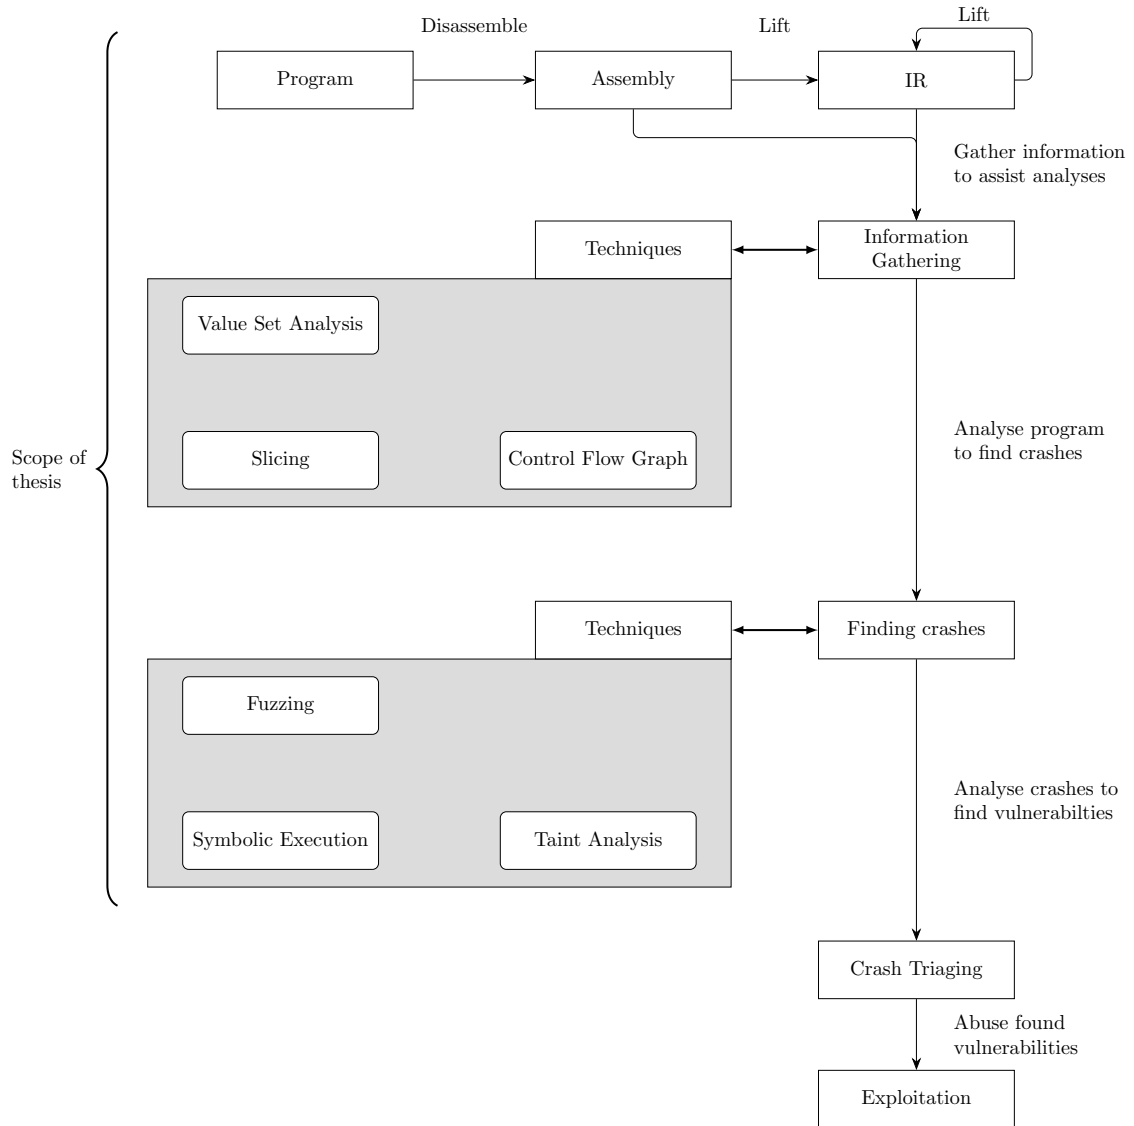 Disassemble
Lift
Lift
Program
Assembly
IR
Gather information
to assist analyses
Techniques
Information
Gathering
Value Set Analysis
Slicing
Control Flow Graph
Analyse program
to find crashes
Scope of
thesis
Techniques
Finding crashes
Fuzzing
Symbolic Execution
Taint Analysis
Analyse crashes to
find vulnerabilties
Crash Triaging
Abuse found
vulnerabilities
Exploitation